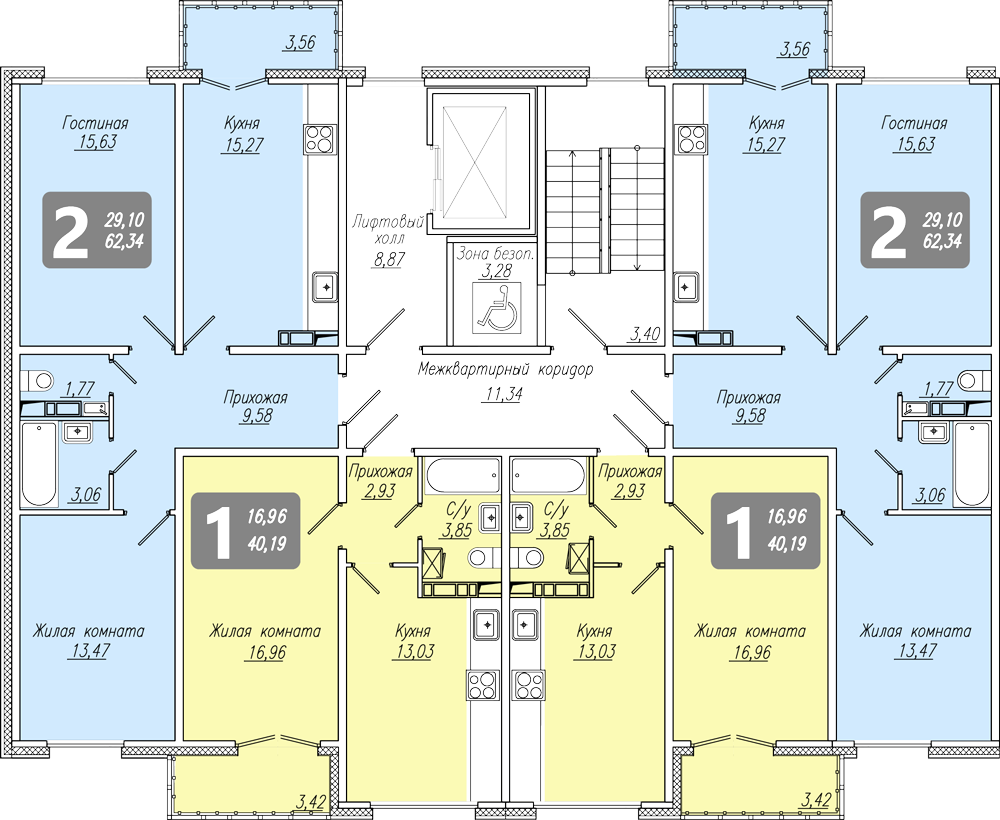 3,56
3,56
Гостиная
15,63
Кухня
15,27
Кухня
15,27
Гостиная
15,63
2
29,10
62,34
Лифтовый
холл
8,87
Зона безоп.
3,28
2
29,10
62,34
3,40
Межквартирный коридор
11,34
1,77
Прихожая
9,58
Прихожая
9,58
1,77
3,06
Прихожая
2,93
Прихожая
2,93
3,06
1
16,96
40,19
С/у
3,85
С/у
3,85
1
16,96
40,19
Жилая комната
13,47
Жилая комната
16,96
Кухня
13,03
Кухня
13,03
Жилая комната
16,96
Жилая комната
13,47
3,42
3,42